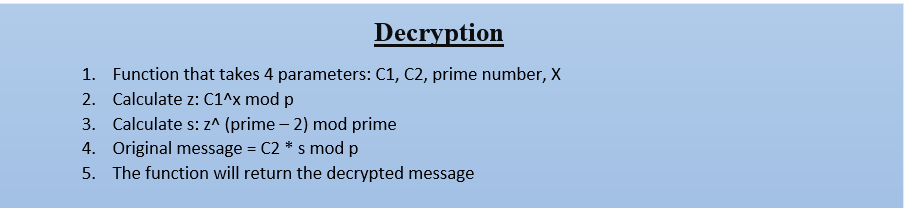 Decryption
1. Function that takes 4 parameters: C1, C2, prime number, X
2. Calculate z: C1^x mod p
3. Calculate s: z^ (prime – 2) mod prime
4. Original message = C2 * s mod p
5. The function will return the decrypted message